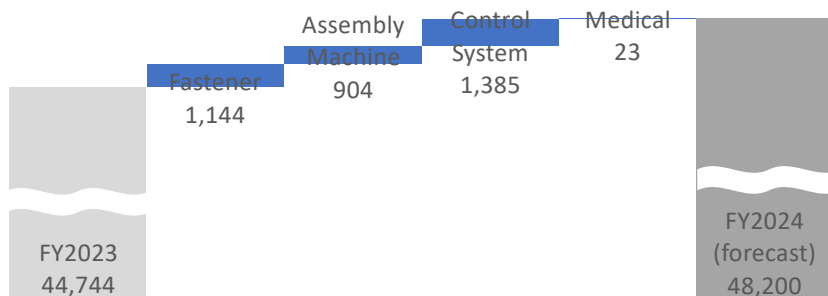 FY2023
44,744
Fastener
1,144
Assembly
Machine
904
Control
System
1,385
Medical
23
FY2024
(forecast)
48,200